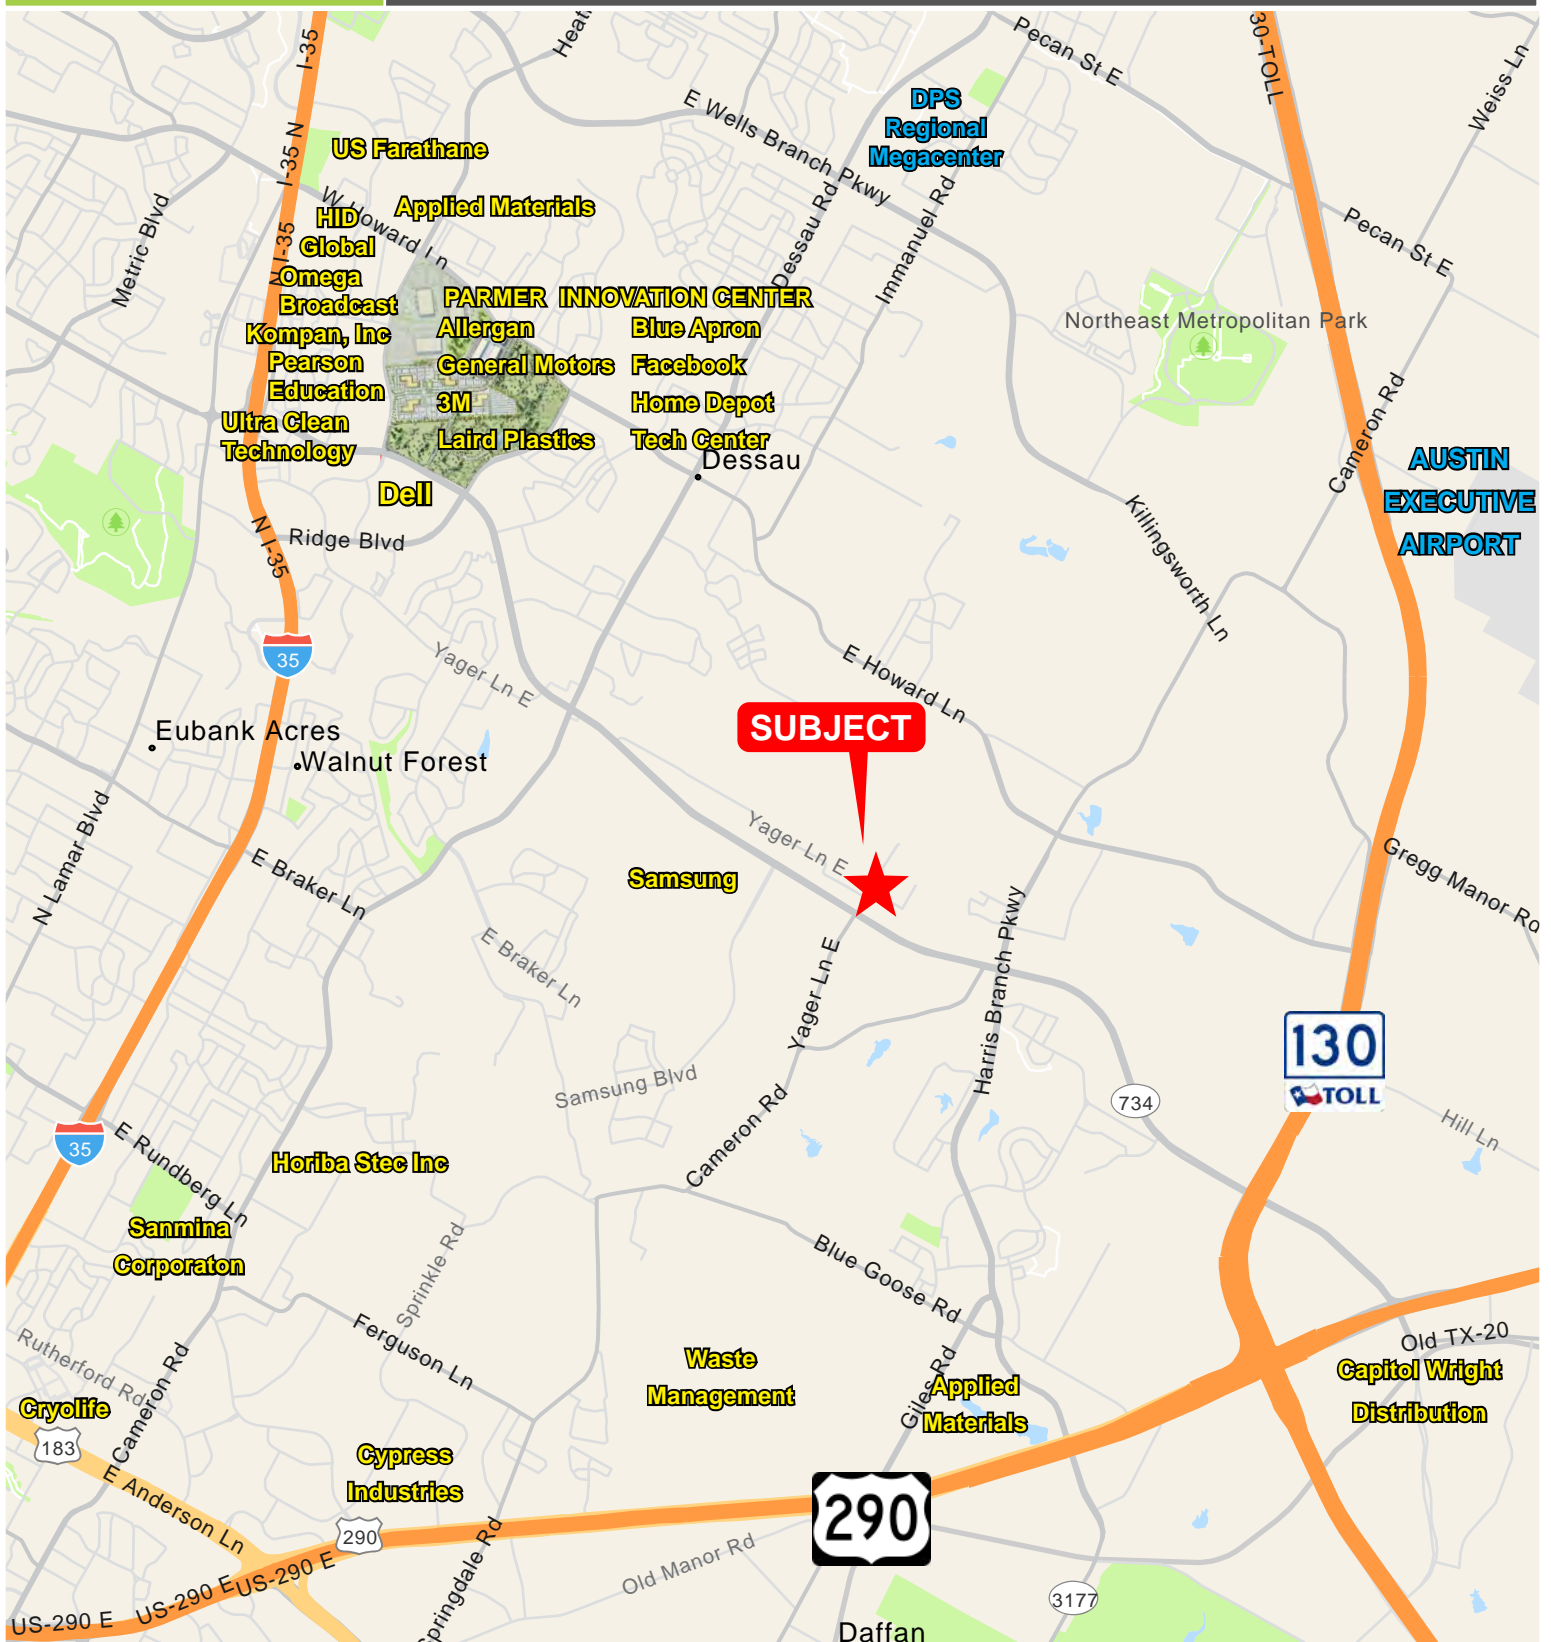 I-35
Heat
Pecan St E
30-TOLL
Weiss Ln
I-35 N
US Farathane
E Wells Branch Pkwy
DPS
Regional
Megacenter
Metric Blvd
W Howard Ln
HID
Global
Applied Materials
N I-35
Dessau Rd
Immanuel Rd
Pecan St E
Omega
Broadcast
Kompan, Inc
Pearson
Education
Ultra Clean
Technology
PARMER INNOVATION CENTER
Allergan
Blue Apron
General Motors
Facebook
3M
Home Depot
Laird Plastics
Tech Center
Northeast Metropolitan Park
Cameron Rd
Dessau
AUSTIN
EXECUTIVE
AIRPORT
Dell
N I-35
Ridge Blvd
Killingsworth Ln
35
Yager Ln E
E Howard Ln
SUBJECT
Eubank Acres
Walnut Forest
N Lamar Blvd
E Braker Ln
Yager Ln E
Samsung
Gregg Manor Rd
E Braker Ln
Yager Ln E
Harris Branch Pkwy
130
TOLL
Samsung Blvd
Cameron Rd
734
Hill Ln
35
E Rundberg Ln
Horiba Stec Inc
Sanmina
Corporaton
Sprinkle Rd
Blue Goose Rd
Rutherford Rd
Cameron Rd
Ferguson Ln
Waste
Management
Giles Rd
Applied
Materials
Old TX-20
Capitol Wright
Distribution
Cryolife
183
Cypress
Industries
E Anderson Ln
290
290
Springdale Rd
Old Manor Rd
US-290 E
US-290 E
US-290 E
3177
Daffan